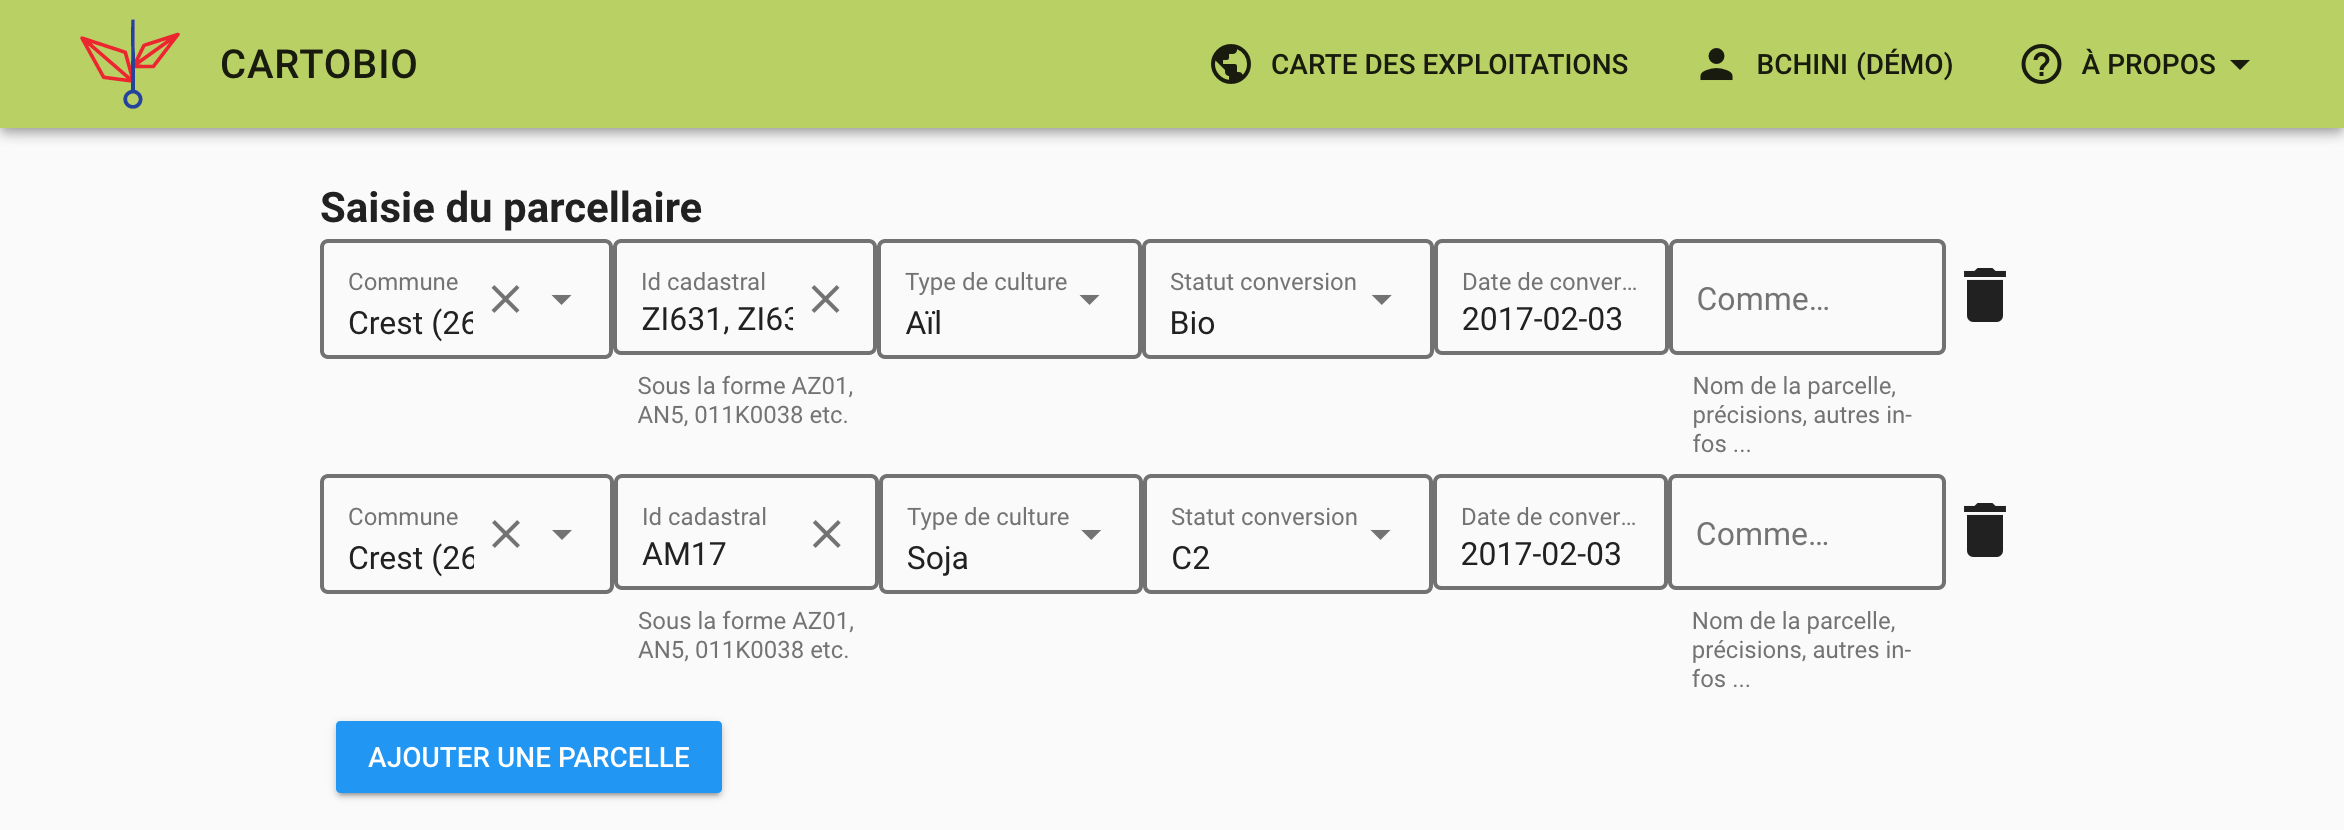 CARTOBIO
CARTE DES EXPLOITATIONS
BCHINI (DÉMO)
À PROPOS
Saisie du parcellaire
Commune
Crest (26
Id cadastral
ZI631, ZI63
Type de culture
Aïl
Statut conversion
Bio
Date de conver…
2017-02-03
Comme…
Sous la forme AZ01,
AN5, 011K0038 etc.
Nom de la parcelle,
précisions, autres in-
fos ...
Commune
Crest (26
Id cadastral
AM17
Type de culture
Soja
Statut conversion
C2
Date de conver…
2017-02-03
Comme…
Sous la forme AZ01,
AN5, 011K0038 etc.
Nom de la parcelle,
précisions, autres in-
fos ...
AJOUTER UNE PARCELLE